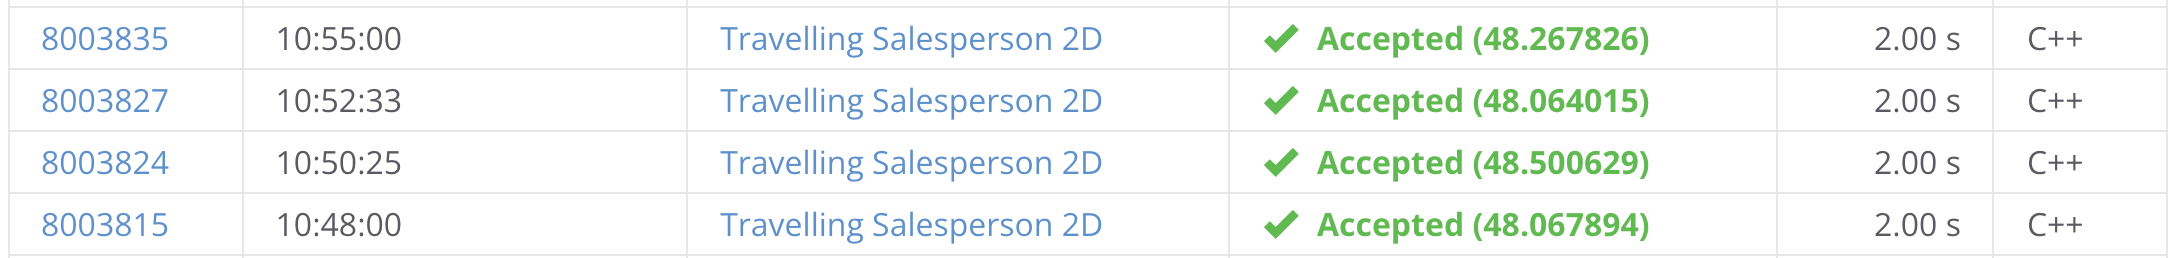 8003835 10:55:00 Travelling Salesperson 2D Accepted (48.267826) 2.00 s C++
8003827 10:52:33 Travelling Salesperson 2D Accepted (48.064015) 2.00 s C++
8003824 10:50:25 Travelling Salesperson 2D Accepted (48.500629) 2.00 s C++
8003815 10:48:00 Travelling Salesperson 2D Accepted (48.067894) 2.00 s C++